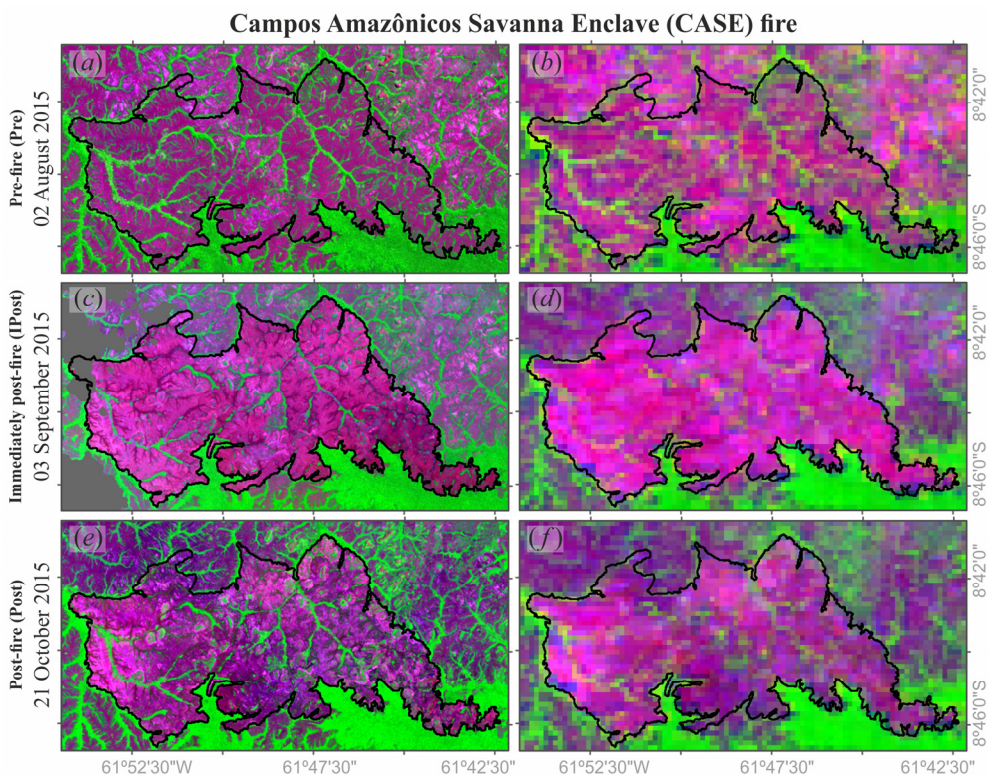 Campos Amazônicos Savanna Enclave (CASE) fire
Pre-fire (Pre)
02 August 2015
(a)
(b)
8°42'0"
8°46'0"S
Immediately post-fire (IPost)
03 September 2015
(c)
(d)
8°42'0"
8°46'0"S
Post-fire (Post)
21 October 2015
(e)
(f)
8°42'0"
8°46'0"S
61°52'30"W 61°47'30" 61°42'30" 61°52'30" 61°47'30" 61°42'30"